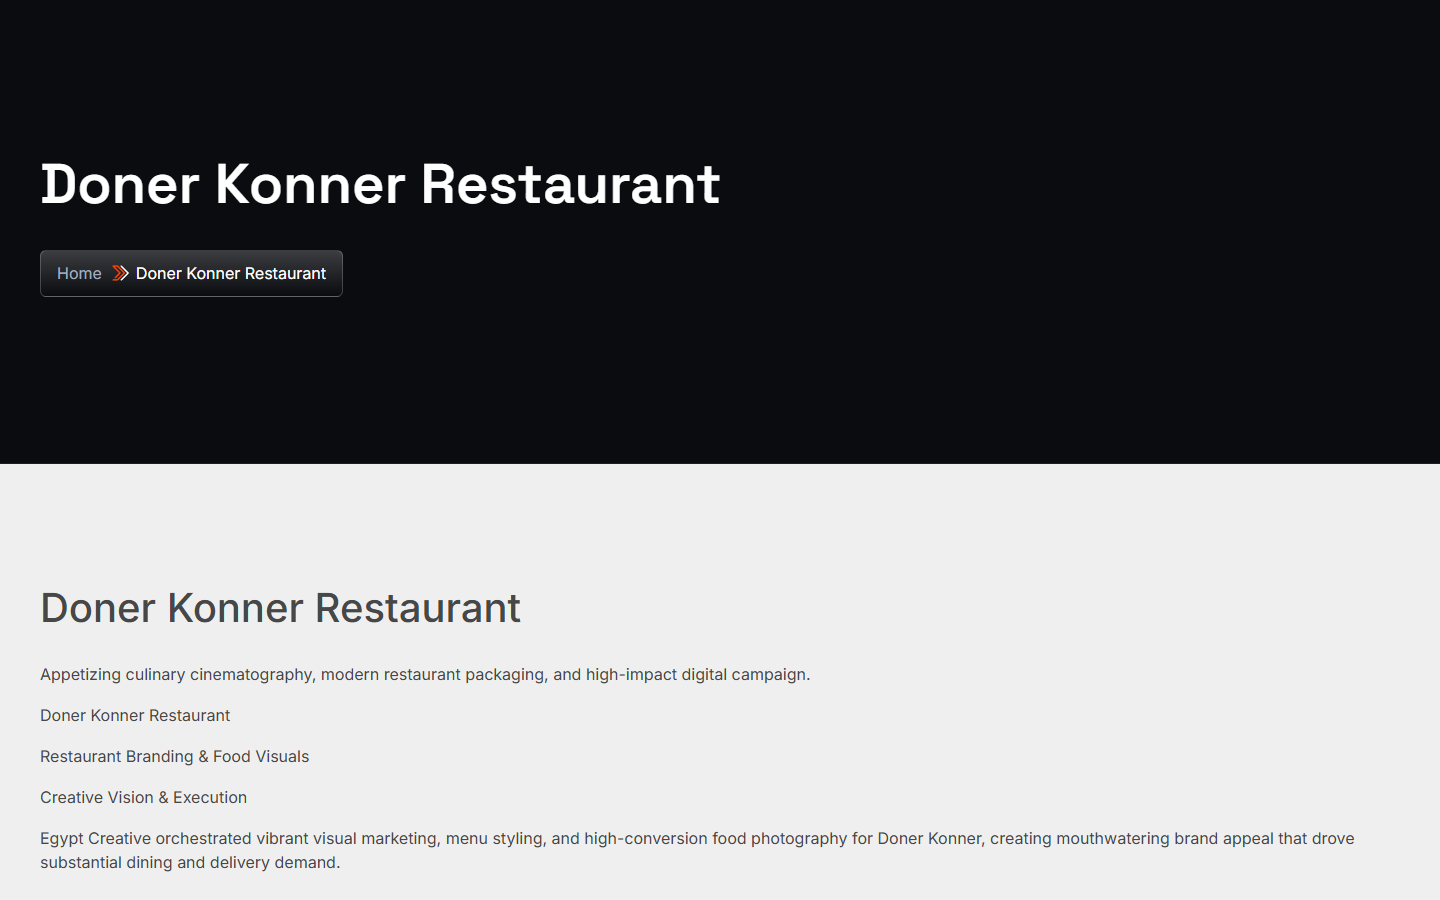 Doner Konner Restaurant
Home Doner Konner Restaurant
Doner Konner Restaurant
Appetizing culinary cinematography, modern restaurant packaging, and high-impact digital campaign.
Doner Konner Restaurant
Restaurant Branding & Food Visuals
Creative Vision & Execution
Egypt Creative orchestrated vibrant visual marketing, menu styling, and high-conversion food photography for Doner Konner, creating mouthwatering brand appeal that drove
substantial dining and delivery demand.